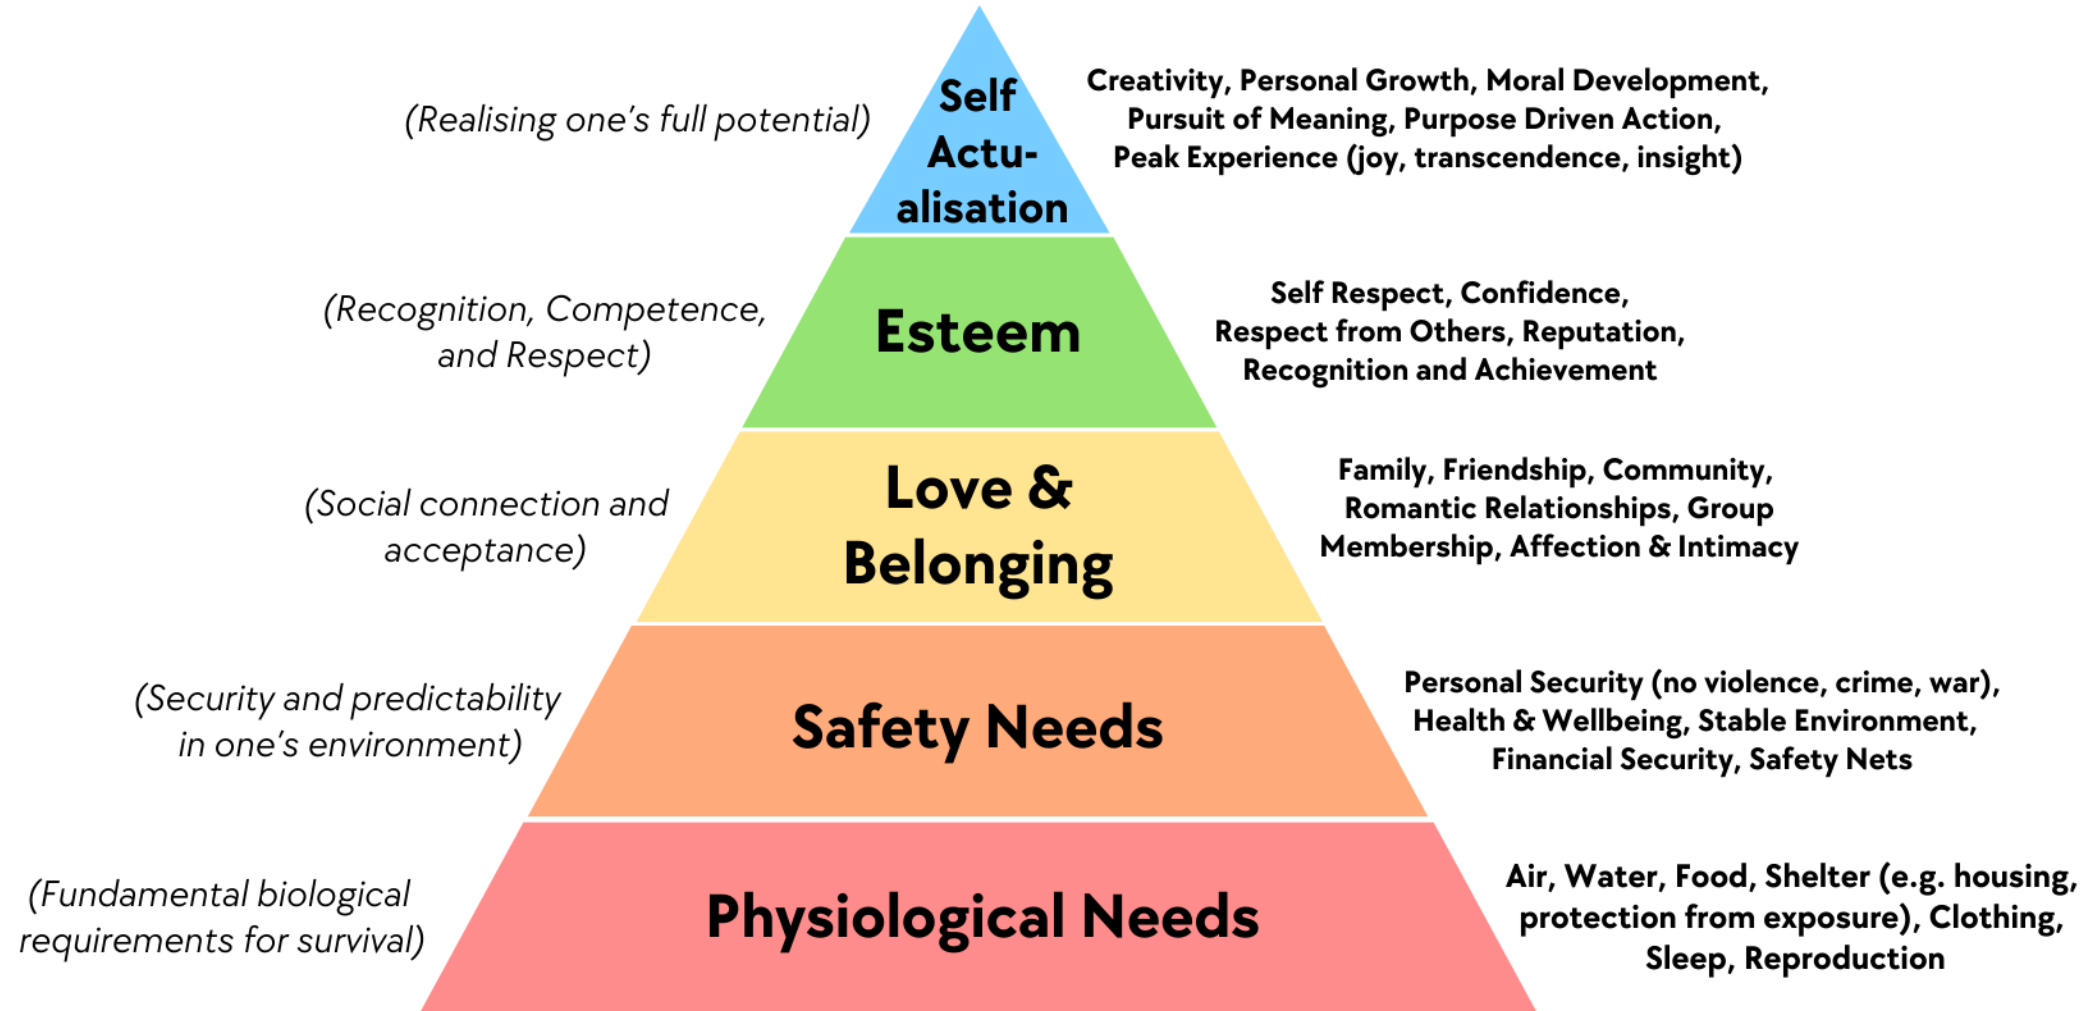 (Realising one's full potential)
Self
Actu-
alisation
Creativity, Personal Growth, Moral Development,
Pursuit of Meaning, Purpose Driven Action,
Peak Experience (joy, transcendence, insight)
(Recognition, Competence,
and Respect)
Esteem
Self Respect, Confidence,
Respect from Others, Reputation,
Recognition and Achievement
(Social connection and
acceptance)
Love &
Belonging
Family, Friendship, Community,
Romantic Relationships, Group
Membership, Affection & Intimacy
(Security and predictability
in one's environment)
Safety Needs
Personal Security (no violence, crime, war),
Health & Wellbeing, Stable Environment,
Financial Security, Safety Nets
(Fundamental biological
requirements for survival)
Physiological Needs
Air, Water, Food, Shelter (e.g. housing,
protection from exposure), Clothing,
Sleep, Reproduction